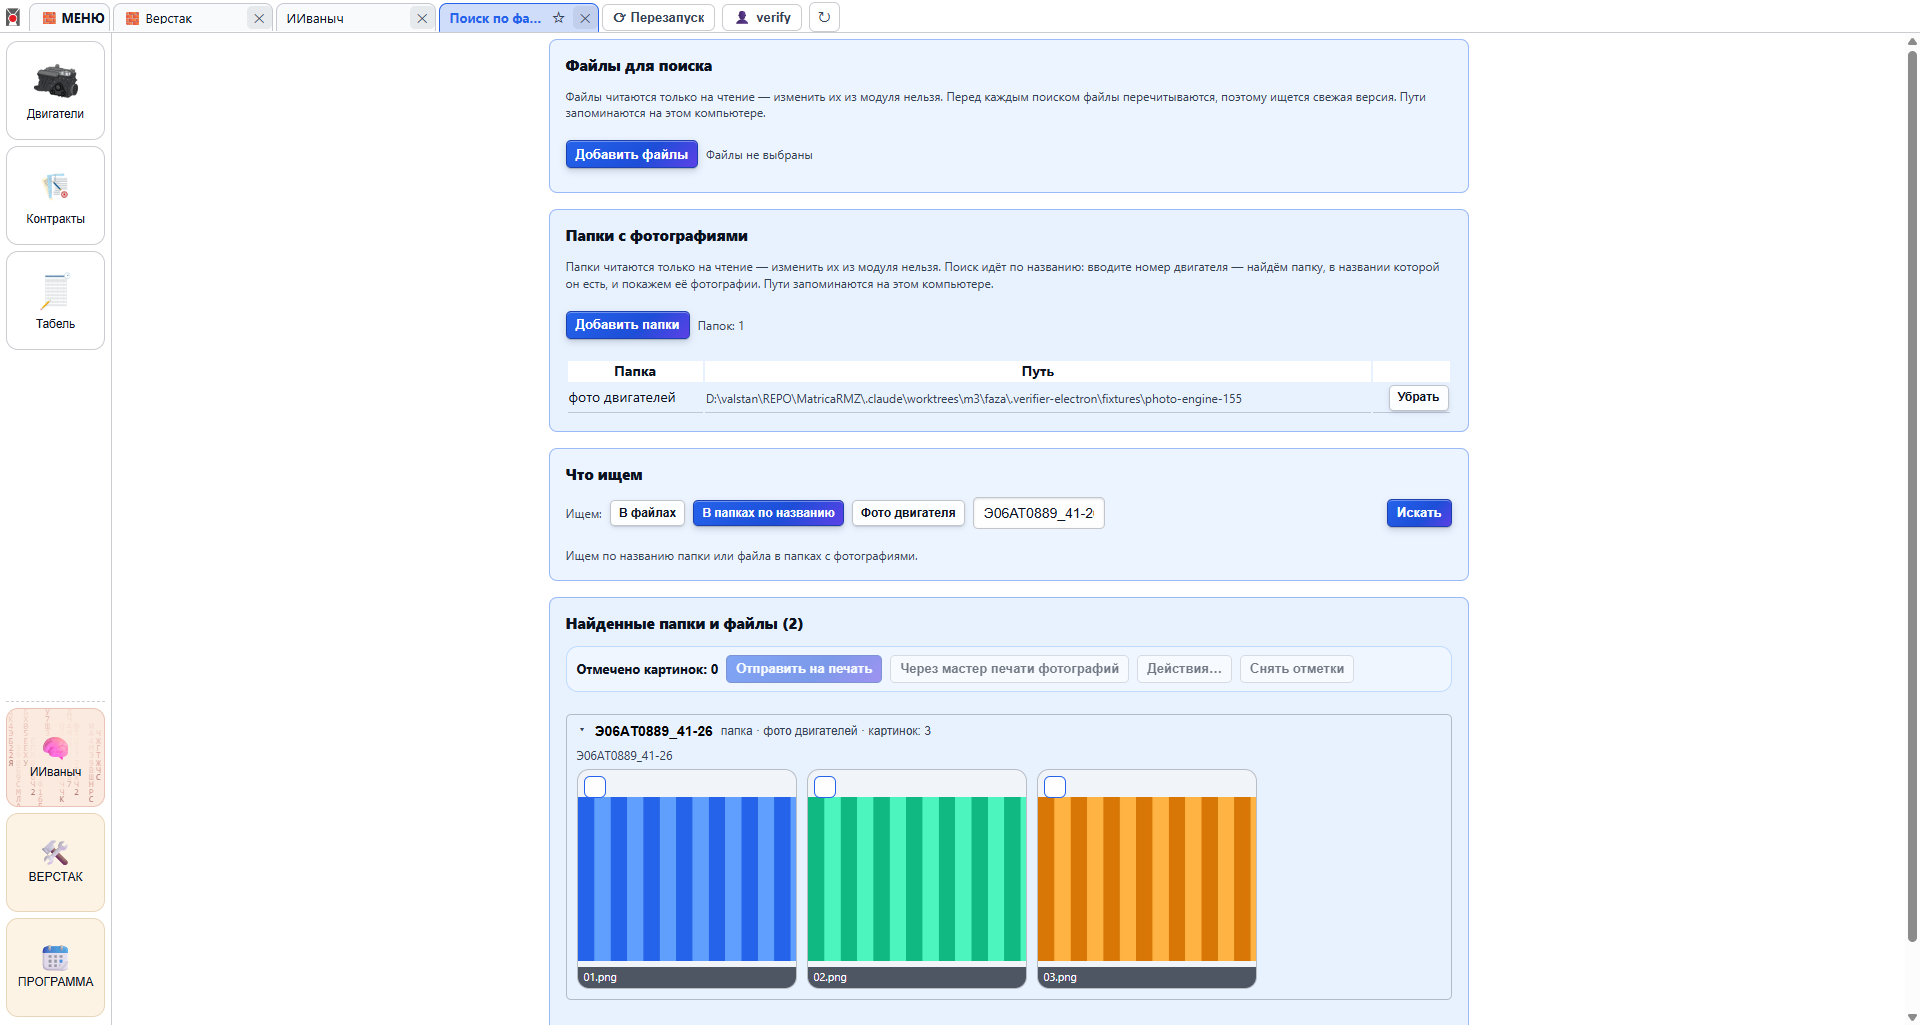 МЕНЮ
Верстак
ИИваныч
Поиск по фа...
Перезапуск
verify
Двигатели
Контракты
Табель
ИИваныч
ВЕРСТАК
ПРОГРАММА
Файлы для поиска
Файлы читаются только на чтение — изменить их из модуля нельзя. Перед каждым поиском файлы перечитываются, поэтому ищется свежая версия. Пути
запоминаются на этом компьютере.
Добавить файлы
Файлы не выбраны
Папки с фотографиями
Папки читаются только на чтение — изменить их из модуля нельзя. Поиск идёт по названию: вводите номер двигателя — найдём папку, в названии которой
он есть, и покажем её фотографии. Пути запоминаются на этом компьютере.
Добавить папки
Папок: 1
Папка
Путь
фото двигателей
D:\valstan\REPO\MatricaRMZ\.claude\worktrees\m3\faza\.verifier-electron\fixtures\photo-engine-155
Убрать
Что ищем
Ищем:
В файлах
В папках по названию
Фото двигателя
Э06АТ0889_41-2
Искать
Ищем по названию папки или файла в папках с фотографиями.
Найденные папки и файлы (2)
Отмечено картинок: 0
Отправить на печать
Через мастер печати фотографий
Действия...
Снять отметки
Э06АТ0889_41-26 папка · фото двигателей · картинок: 3
Э06АТ0889_41-26
01.png
02.png
03.png